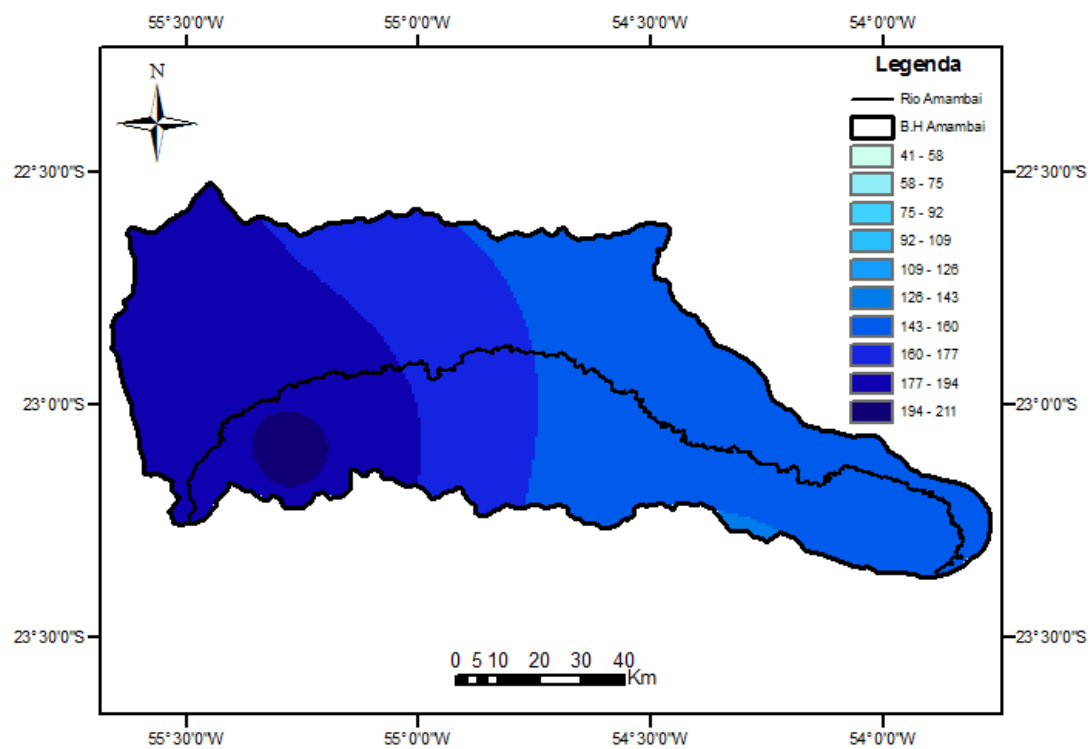 55°30'0"W 55°0'0"W 54°30'0"W 54°0'0"W
N
Legenda
Rio Amambai
B.H Amambai
41 - 58
58 - 75
75 - 92
92 - 109
109 - 126
126 - 143
143 - 160
160 - 177
177 - 194
194 - 211
22°30'0"S 22°30'0"S
23°0'0"S 23°0'0"S
23°30'0"S 23°30'0"S
0 5 10 20 30 40
Km
55°30'0"W 55°0'0"W 54°30'0"W 54°0'0"W